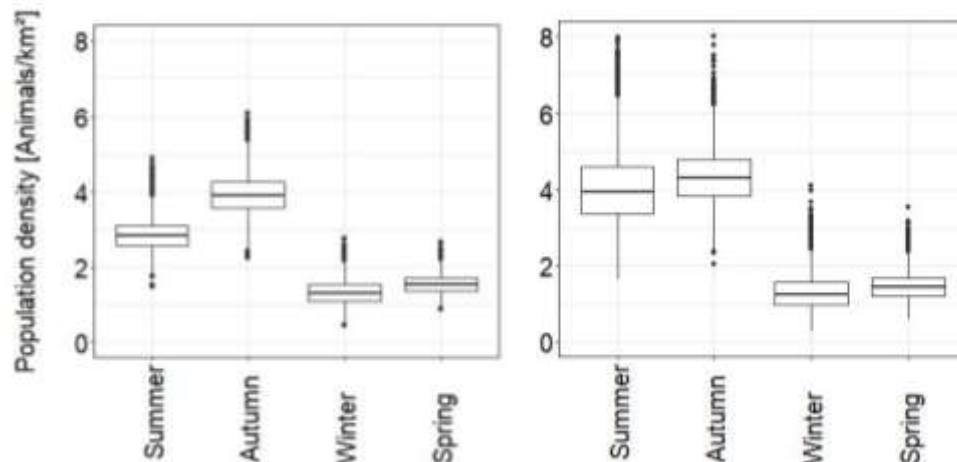 Population density [Animals/km²]
8
6
4
2
0
Summer
Autumn
Winter
Spring
8
6
4
2
0
Summer
Autumn
Winter
Spring